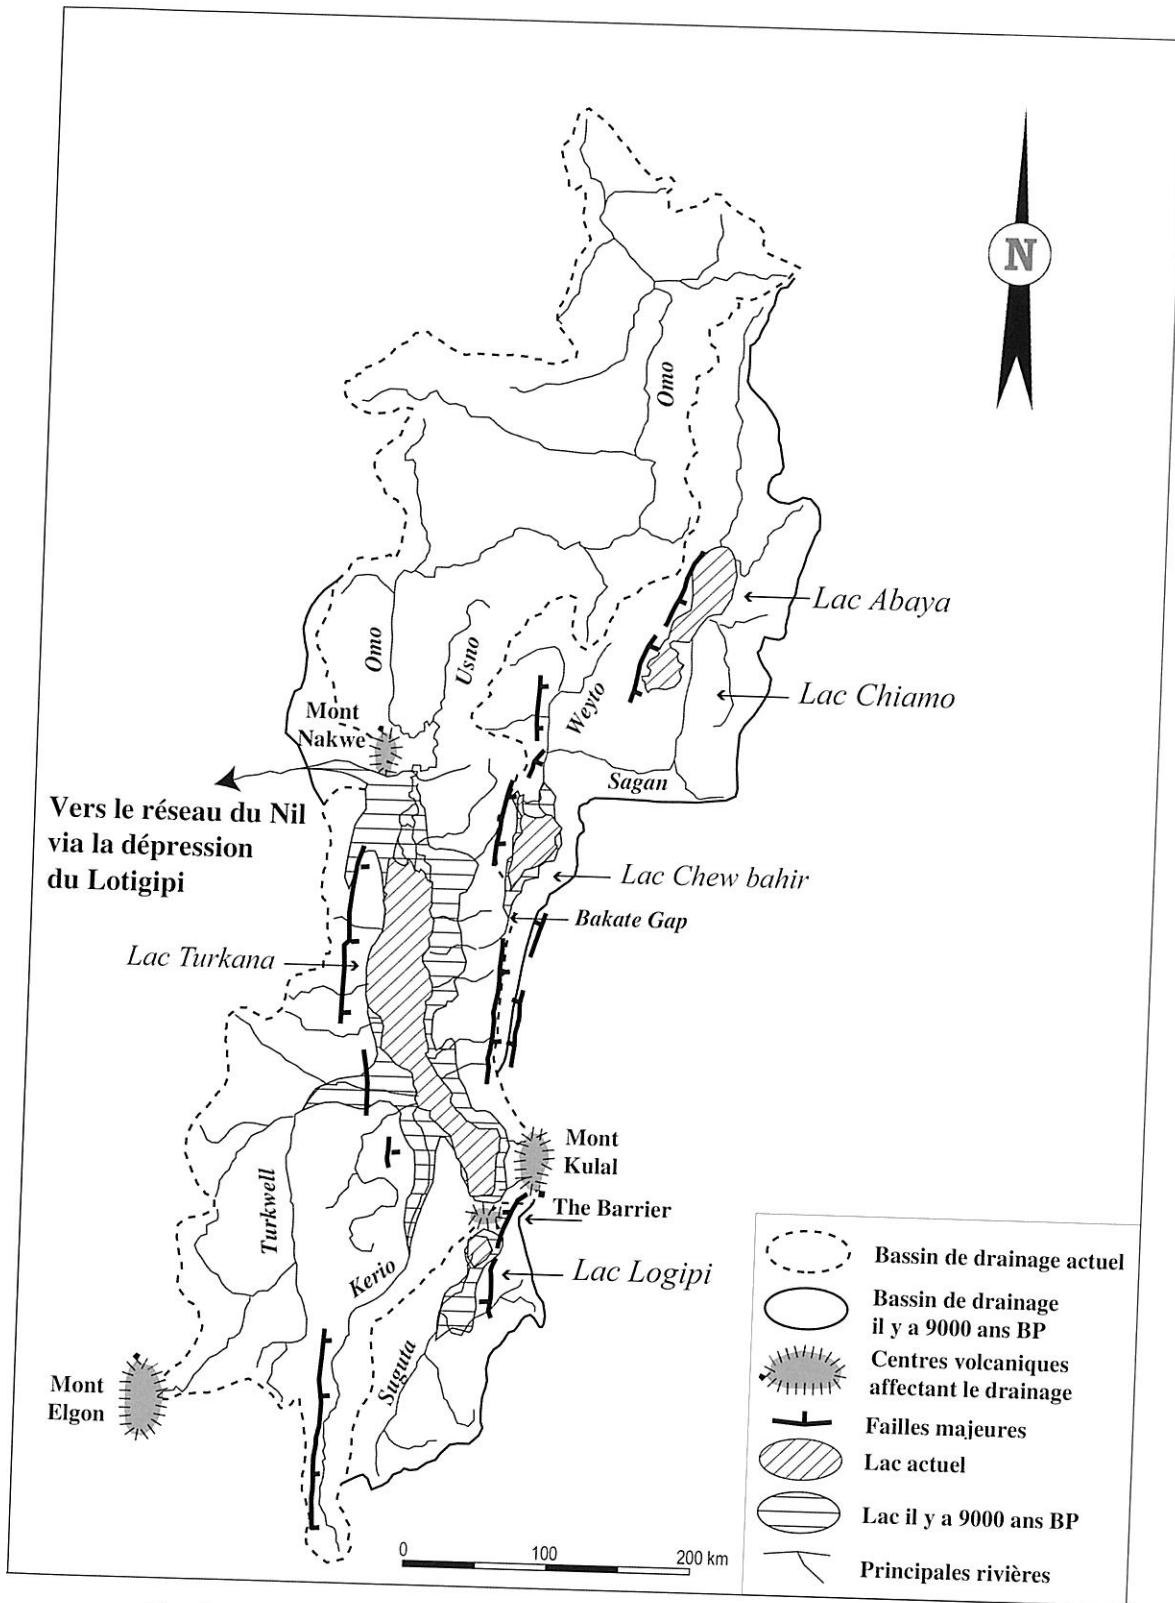 N
Omo
Lac Abaya
Omo
Usno
Weyto
Lac Chiamo
Mont
Nakwe
Sagan
Vers le réseau du Nil
via la dépression
du Lotigipi
Lac Chew bahir
Bakate Gap
Lac Turkana
Mont
Kulal
The Barrier
Turkwell
Kerio
Lac Logipi
Suguta
Mont
Elgon
Bassin de drainage actuel
Bassin de drainage
il y a 9000 ans BP
Centres volcaniques
affectant le drainage
Failles majeures
Lac actuel
Lac il y a 9000 ans BP
Principales rivières
0 100 200 km